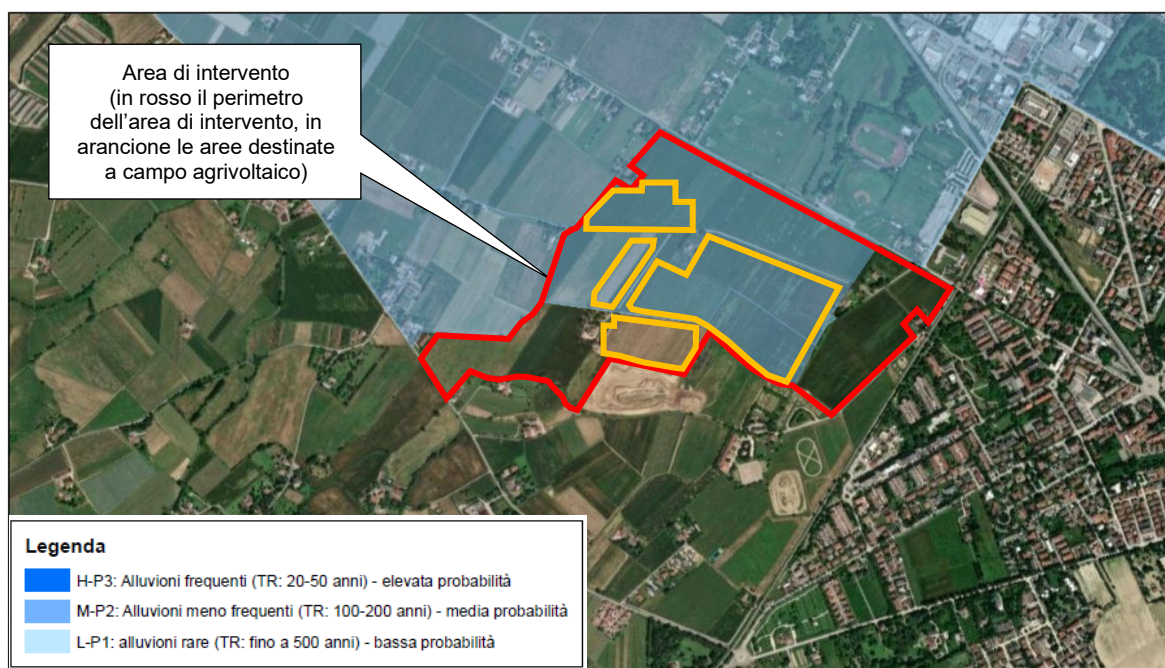 Area di intervento
(in rosso il perimetro
dell’area di intervento, in
arancione le aree destinate
a campo agrivoltaico)
Legenda
H-P3: Alluvioni frequenti (TR: 20-50 anni) - elevata probabilità
M-P2: Alluvioni meno frequenti (TR: 100-200 anni) - media probabilità
L-P1: alluvioni rare (TR: fino a 500 anni) - bassa probabilità